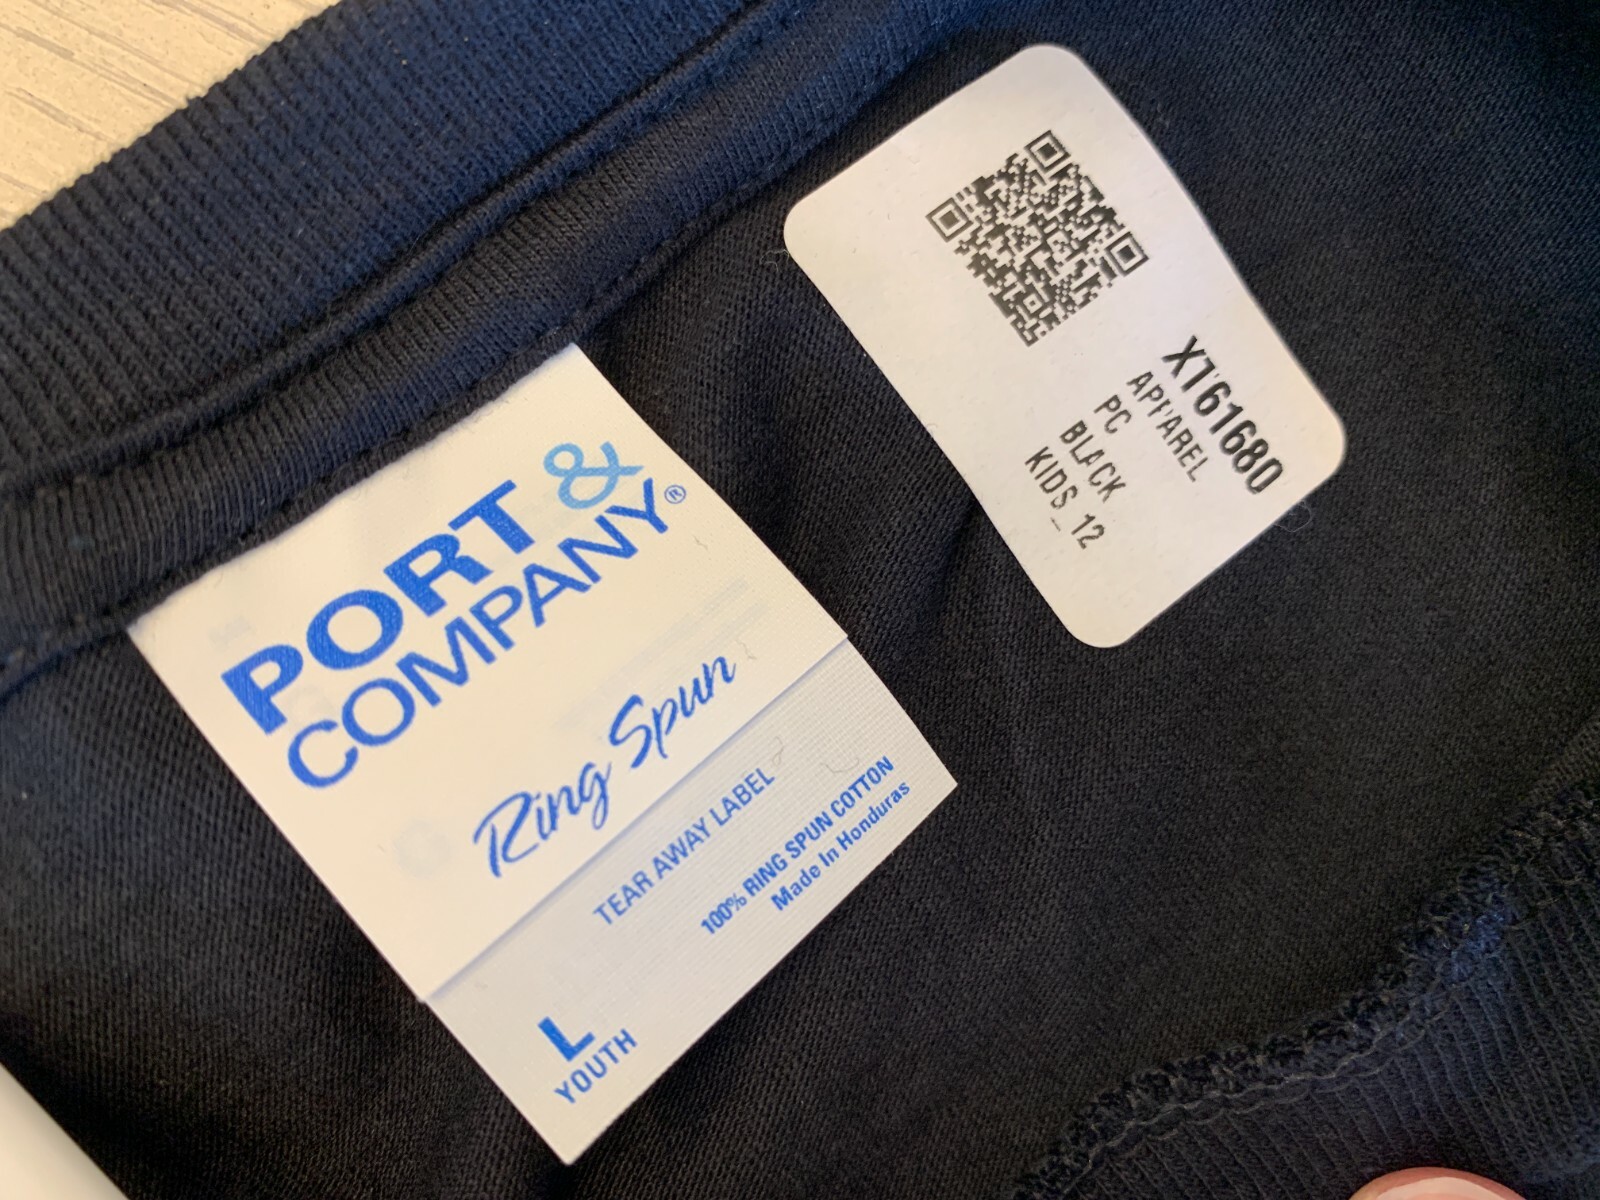 PORT &
COMPANY®
Ring Spun
TEAR AWAY LABEL
100% RING SPUN COTTON
Made In Honduras
L
YOUTH
XT61680
APPAREL
PC
BLACK
KIDS_12